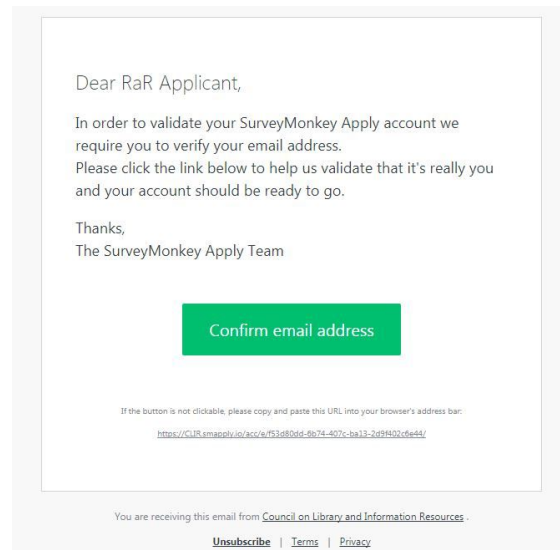 Dear RaR Applicant,
In order to validate your SurveyMonkey Apply account we
require you to verify your email address.
Please click the link below to help us validate that it's really you
and your account should be ready to go.
Thanks,
The SurveyMonkey Apply Team
Confirm email address
If the button is not clickable, please copy and paste this URL into your browser's address bar:
https://CLIR.smapply.io/acc/e/f53d80dd-6b74-407c-ba13-2d9f402c6e44/
You are receiving this email from Council on Library and Information Resources .
Unsubscribe | Terms | Privacy